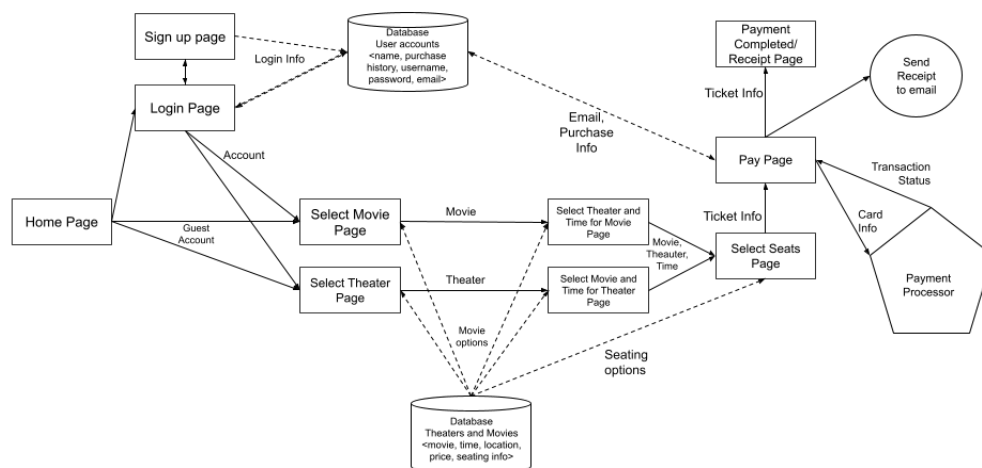 Sign up page
Login Info
Database
User accounts
<name, purchase
history, username,
password, email>
Payment
Completed/
Receipt Page
Send
Receipt
to email
Login Page
Ticket Info
Account
Email,
Purchase
Info
Pay Page
Transaction
Status
Home Page
Guest
Account
Select Movie
Page
Movie
Select Theater and
Time for Movie
Page
Ticket Info
Card
Info
Movie,
Theauter,
Time
Select Seats
Page
Select Theater
Page
Theater
Select Movie and
Time for Theater
Page
Payment
Processor
Movie
options
Seating
options
Database
Theaters and Movies
<movie, time, location,
price, seating info>